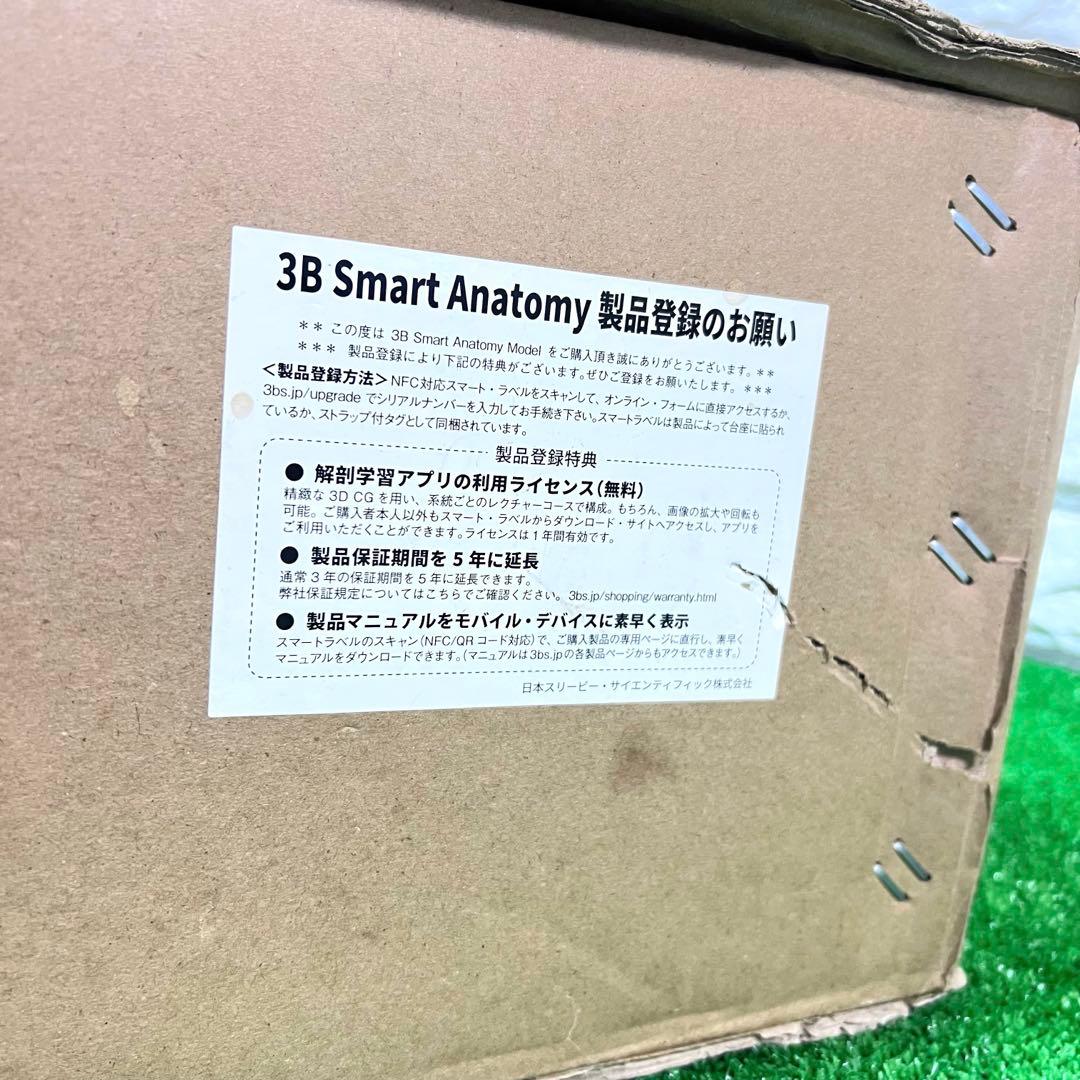 3B Smart Anatomy 製品登録のお願い
＊＊ この度は 3B Smart Anatomy Model をご購入頂き誠にありがとうございます。＊＊
＊＊＊ 製品登録により下記の特典がございます。ぜひご登録をお願いたします。＊＊＊
＜製品登録方法＞NFC対応スマート・ラベルをスキャンして、オンライン・フォームに直接アクセスするか、
3bs.jp/upgrade でシリアルナンバーを入力してお手続き下さい。スマートラベルは製品によって台座に貼られ
ているか、ストラップ付タグとして同梱されています。
製品登録特典
● 解剖学習アプリの利用ライセンス（無料）
精緻な 3D CG を用い、系統ごとのレクチャーコースで構成。もちろん、画像の拡大や回転も
可能。ご購入者本人以外もスマート・ラベルからダウンロード・サイトへアクセスし、アプリを
ご利用いただくことができます。ライセンスは１年間有効です。
● 製品保証期間を 5 年に延長
通常３年の保証期間を５年に延長できます。
弊社保証規定についてはこちらでご確認ください。 3bs.jp/shopping/warranty.html
● 製品マニュアルをモバイル・デバイスに素早く表示
スマートラベルのスキャン（NFC/QR コード対応）で、ご購入製品の専用ページに直行し、素早く
マニュアルをダウンロードできます。（マニュアルは3bs.jpの各製品ページからもアクセスできます。）
日本スリービー・サイエンティフィック株式会社